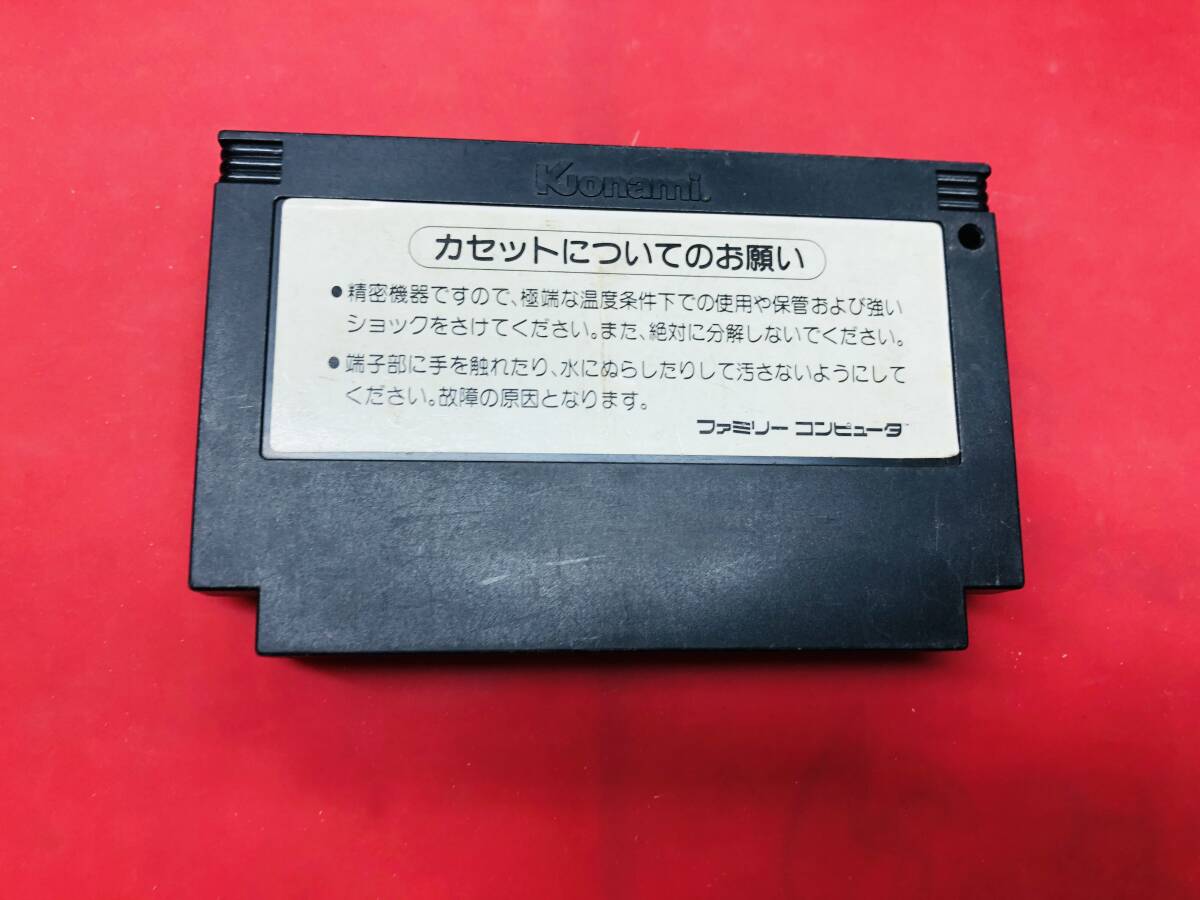 Konami
カセットについてのお願い
●精密機器ですので、極端な温度条件下での使用や保管および強い
ショックをさけてください。また、絶対に分解しないでください。
●端子部に手を触れたり、水にぬらしたりして汚さないようにして
ください。故障の原因となります。
ファミリー コンピュータ™